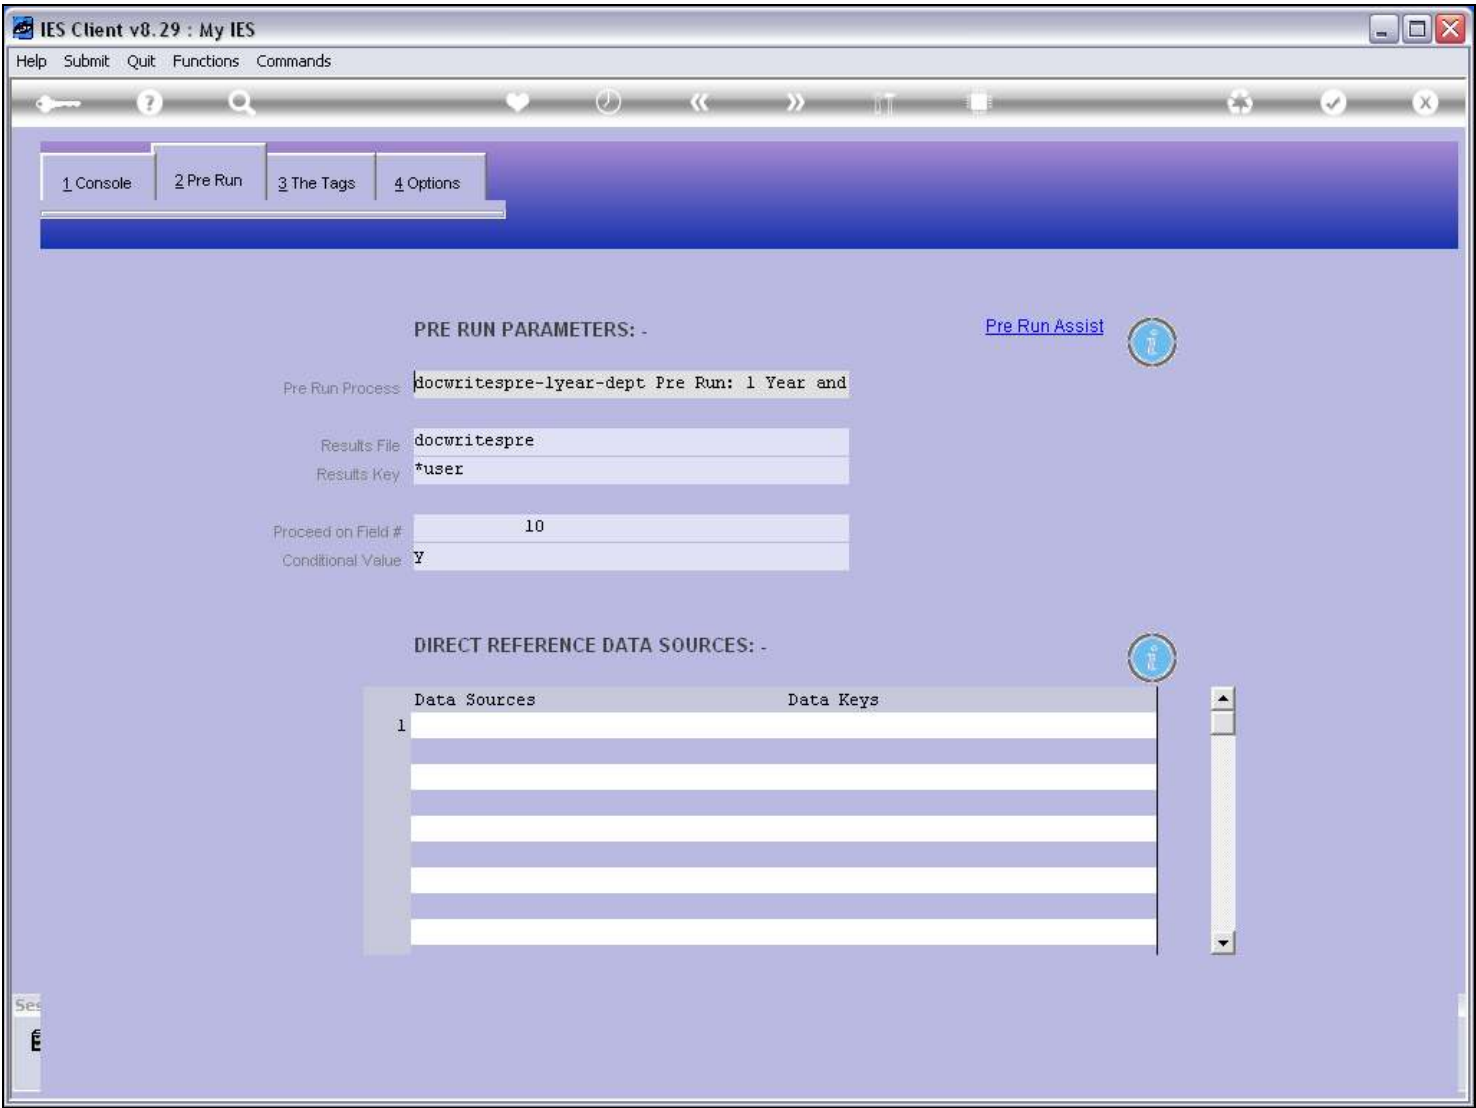 IES Client v8.29 : My IES
Help Submit Quit Functions Commands
1 Console 2 Pre Run 3 The Tags 4 Options
PRE RUN PARAMETERS: -
Pre Run Assist
Pre Run Process docwritespre-1year-dept Pre Run: 1 Year and
Results File docwritespre
Results Key *user
Proceed on Field # 10
Conditional Value Y
DIRECT REFERENCE DATA SOURCES: -
Data Sources Data Keys
1
Ses